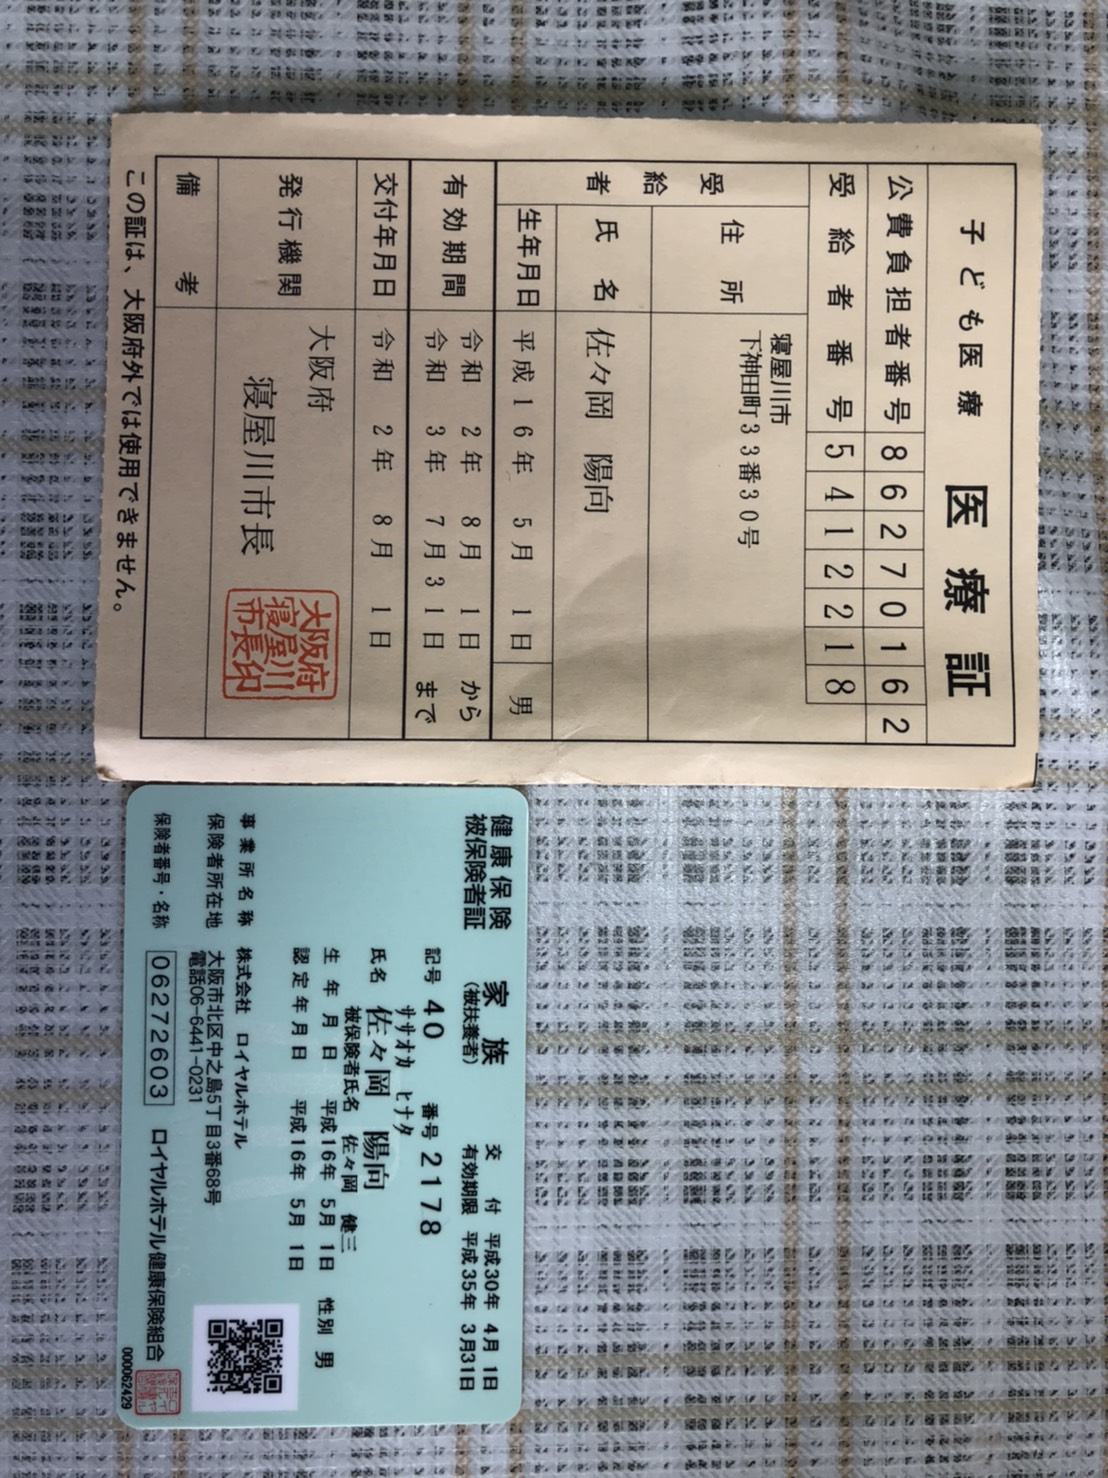 子ども医療 医療証
公費負担者番号 86270162
受給者番号 5412218
受給者
住所 寝屋川市
下神田町33番30号
氏名 佐々岡 陽向
生年月日 平成16年 5月 1日 男
有効期間 令和 2年 8月 1日 から
令和 3年 7月31日 まで
交付年月日 令和 2年 8月 1日
発行機関 大阪府
寝屋川市長
大阪府寝屋川市長印
備考
この証は、大阪府外では使用できません。
健康保険 家族 交付 平成30年 4月 1日
被保険者証 (被扶養者) 有効期限 平成35年 3月31日
記号 40 番号 2178
ササオカ ヒナタ
氏名 佐々岡 陽向
被保険者氏名 佐々岡 健三
生年月日 平成16年 5月 1日 性別 男
認定年月日 平成16年 5月 1日
事業所名称 株式会社 ロイヤルホテル
保険者所在地 大阪市北区中之島5丁目3番68号
電話06-6441-0231
保険者番号・名称 06272603 ロイヤルホテル健康保険組合
000062429